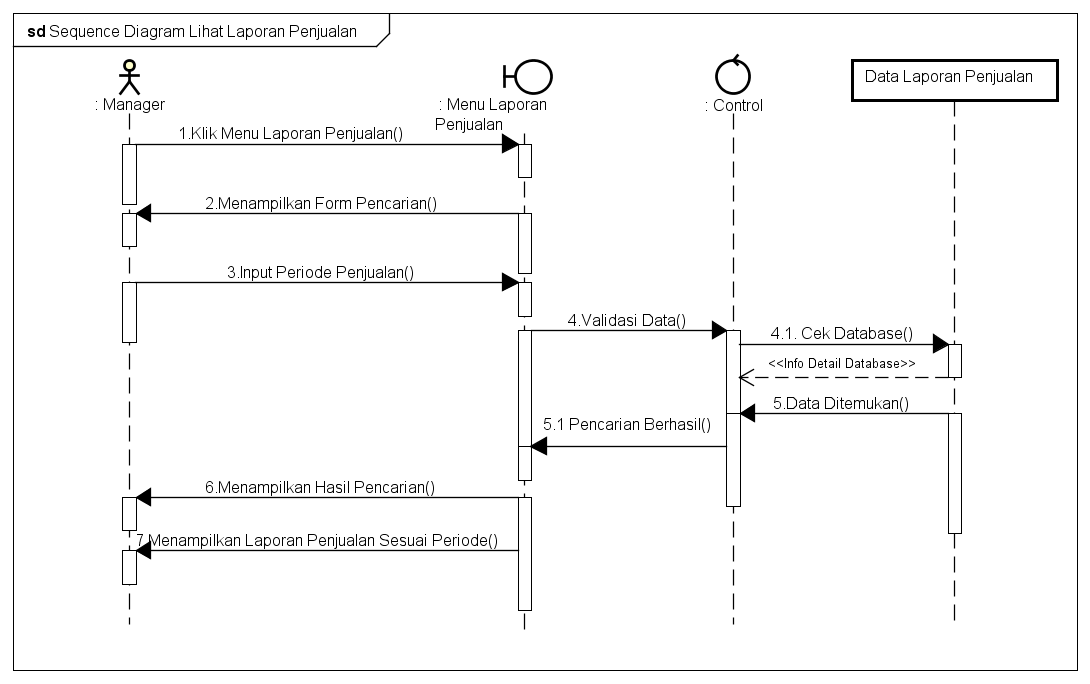 sd Sequence Diagram Lihat Laporan Penjualan
: Manager
: Menu Laporan
Penjualan
: Control
Data Laporan Penjualan
1.Klik Menu Laporan Penjualan()
2.Menampilkan Form Pencarian()
3.Input Periode Penjualan()
4.Validasi Data()
4.1. Cek Database()
<<Info Detail Database>>
5.Data Ditemukan()
5.1 Pencarian Berhasil()
6.Menampilkan Hasil Pencarian()
7.Menampilkan Laporan Penjualan Sesuai Periode()